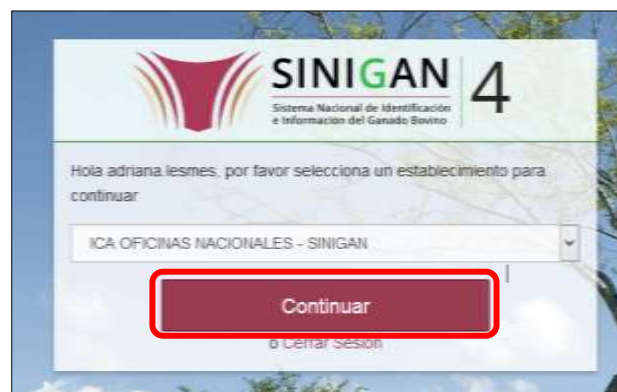 SINIGAN 4
Sistema Nacional de Identificación
e Información del Ganado Bovino
Hola adriana.lesmes, por favor selecciona un establecimiento para
continuar
ICA OFICINAS NACIONALES - SINIGAN
Continuar
o Cerrar Sesión